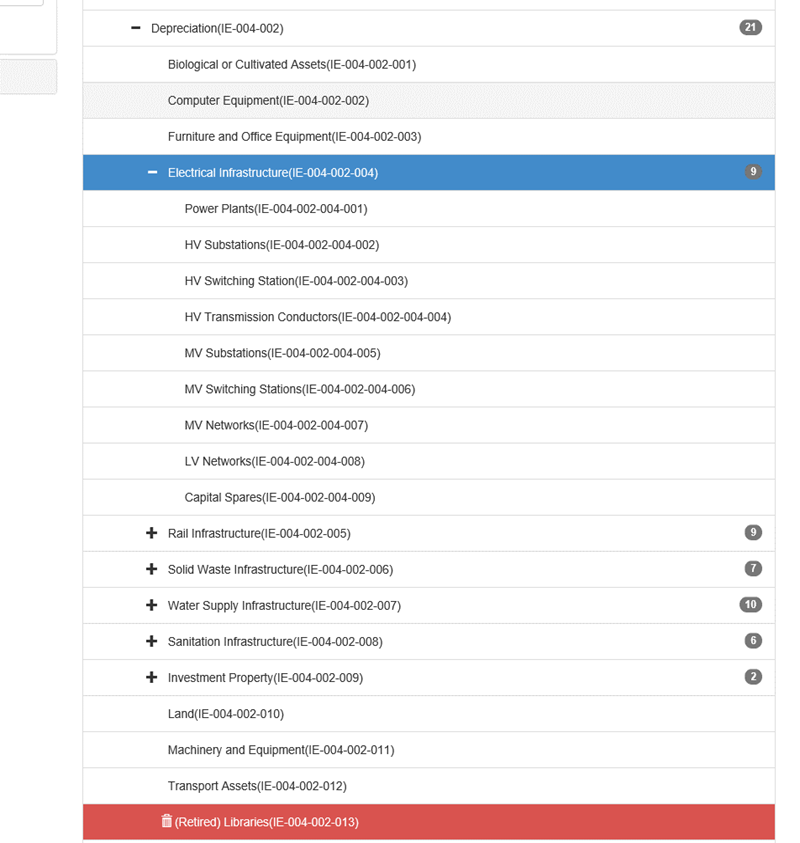 Depreciation(IE-004-002) 21
Biological or Cultivated Assets(IE-004-002-001)
Computer Equipment(IE-004-002-002)
Furniture and Office Equipment(IE-004-002-003)
Electrical Infrastructure(IE-004-002-004) 9
Power Plants(IE-004-002-004-001)
HV Substations(IE-004-002-004-002)
HV Switching Station(IE-004-002-004-003)
HV Transmission Conductors(IE-004-002-004-004)
MV Substations(IE-004-002-004-005)
MV Switching Stations(IE-004-002-004-006)
MV Networks(IE-004-002-004-007)
LV Networks(IE-004-002-004-008)
Capital Spares(IE-004-002-004-009)
Rail Infrastructure(IE-004-002-005) 9
Solid Waste Infrastructure(IE-004-002-006) 7
Water Supply Infrastructure(IE-004-002-007) 10
Sanitation Infrastructure(IE-004-002-008) 6
Investment Property(IE-004-002-009) 2
Land(IE-004-002-010)
Machinery and Equipment(IE-004-002-011)
Transport Assets(IE-004-002-012)
(Retired) Libraries(IE-004-002-013)